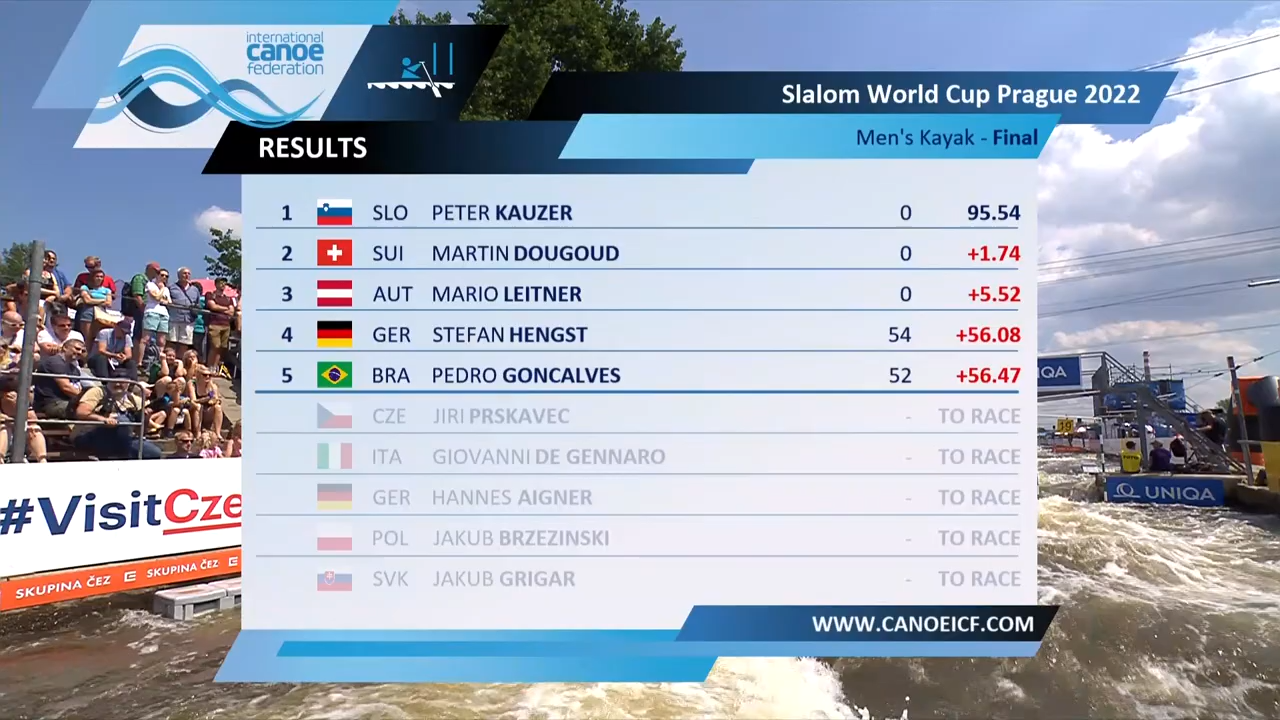 international
canoe
federation
Slalom World Cup Prague 2022
Men's Kayak - Final
RESULTS
1 SLO PETER KAUZER 0 95.54
2 SUI MARTIN DOUGOUD 0 +1.74
3 AUT MARIO LEITNER 0 +5.52
4 GER STEFAN HENGST 54 +56.08
5 BRA PEDRO GONCALVES 52 +56.47
CZE JIRI PRSKAVEC - TO RACE
ITA GIOVANNI DE GENNARO - TO RACE
GER HANNES AIGNER - TO RACE
POL JAKUB BRZEZINSKI - TO RACE
SVK JAKUB GRIGAR - TO RACE
WWW.CANOEICF.COM
#VisitCze
SKUPINA ČEZ SKUPINA ČEZ
IQA
19
UNIQA